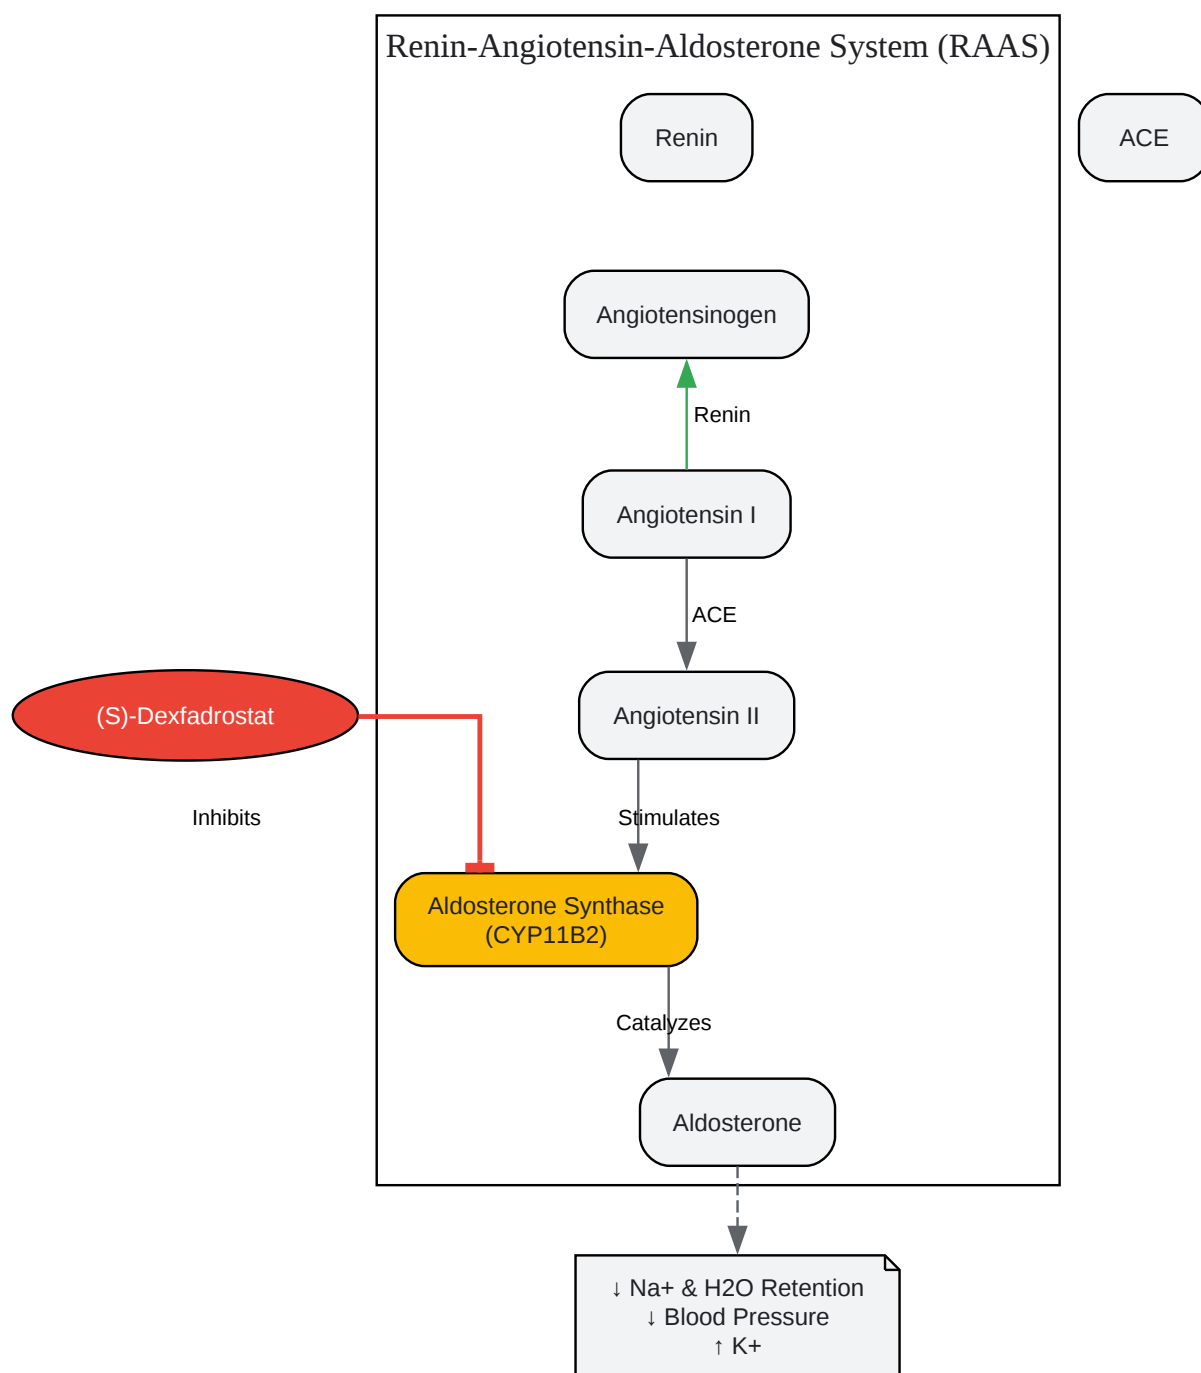 Renin-Angiotensin-Aldosterone System (RAAS)
Renin
ACE
Angiotensinogen
Renin
Angiotensin I
ACE
(S)-Dexfadrostat
Angiotensin II
Inhibits
Stimulates
Aldosterone Synthase
(CYP11B2)
Catalyzes
Aldosterone
↓ Na+ & H2O Retention
↓ Blood Pressure
↑ K+